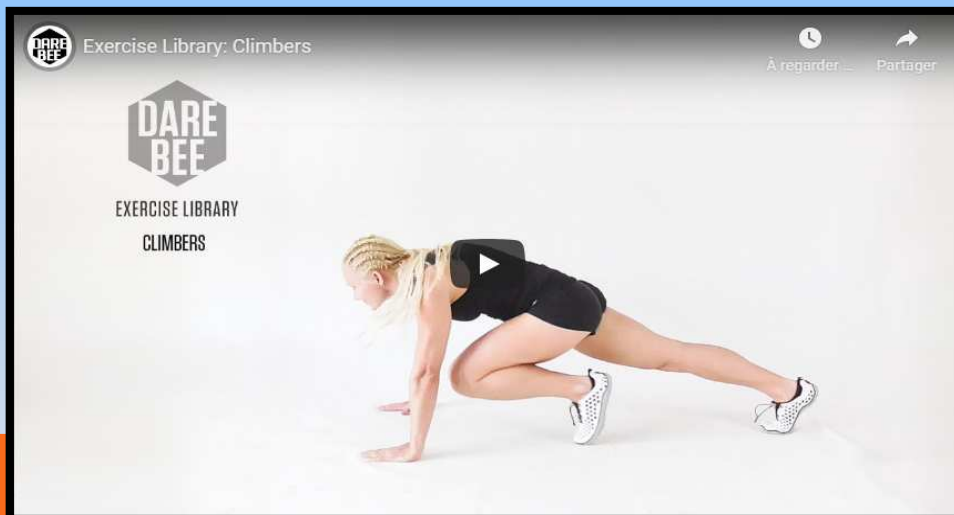 DARE
BEE
Exercise Library: Climbers
À regarder ...
Partager
DARE
BEE
EXERCISE LIBRARY
CLIMBERS